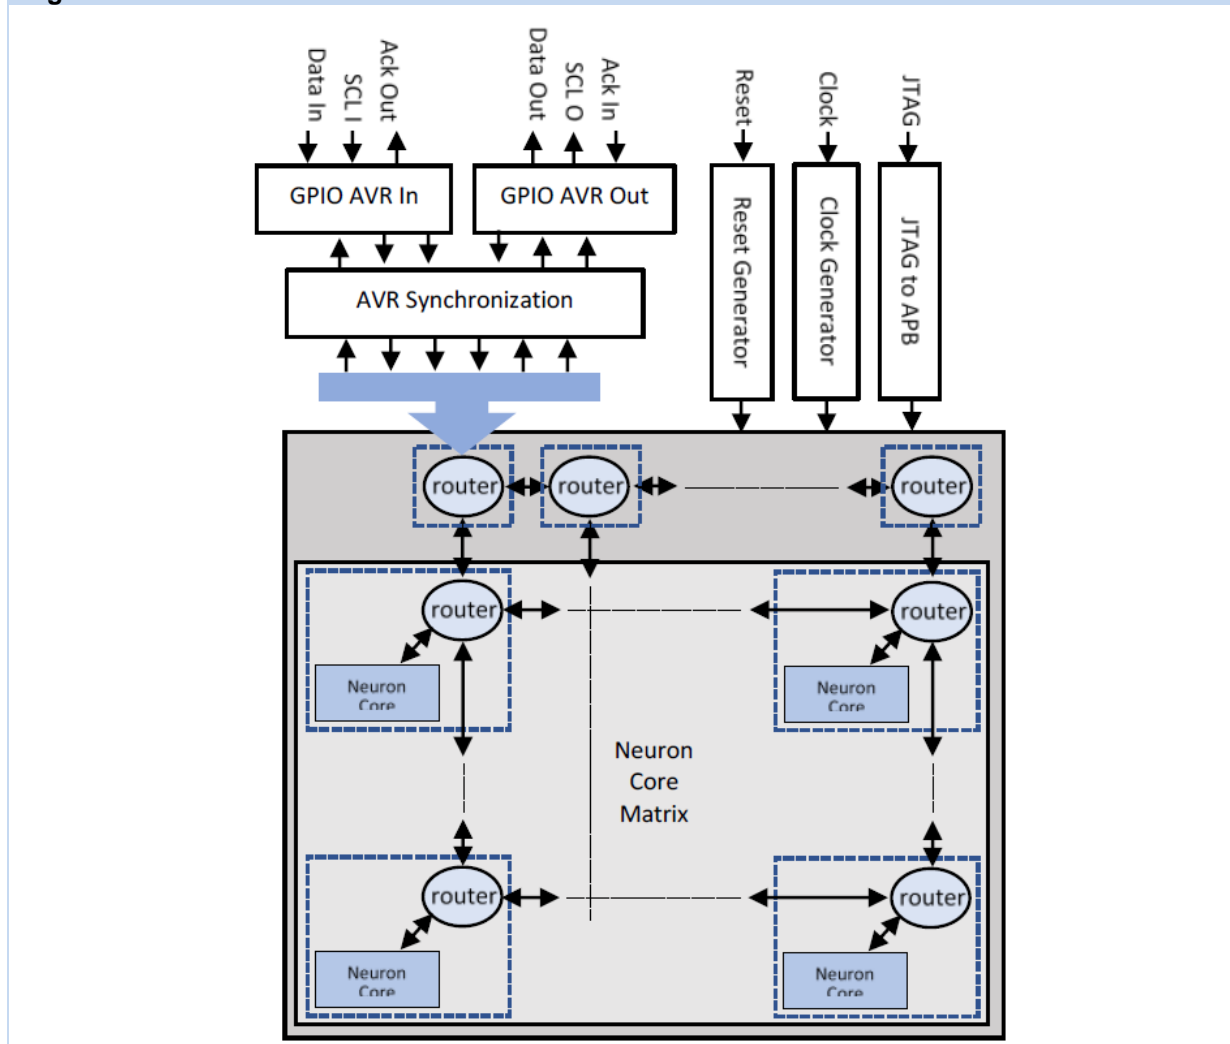 Data In
SCL I
Ack Out
Data Out
SCL O
Ack In
Reset
Clock
JTAG
GPIO AVR In
GPIO AVR Out
Reset Generator
Clock Generator
JTAG to APB
AVR Synchronization
router
router
router
router
router
Neuron
Core
Neuron
Core
Neuron
Core
Matrix
router
router
Neuron
Core
Neuron
Core